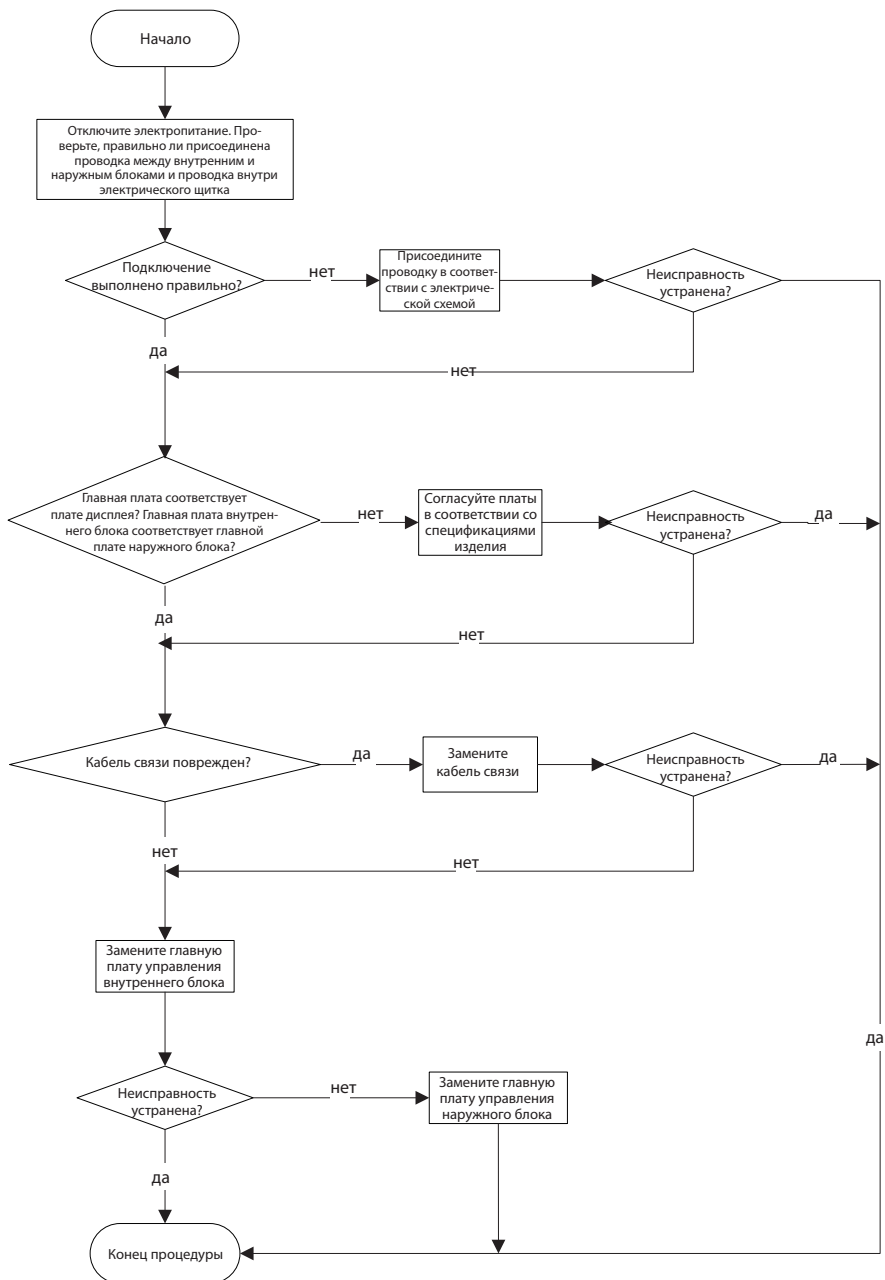 Начало
Отключите электропитание. Про-
верьте, правильно ли присоединена
проводка между внутренним и
наружным блоками и проводка внутри
электрического щитка
Подключение
выполнено правильно?
нет
Присоедините
проводку в соответ-
ствии с электриче-
ской схемой
Неисправность
устранена?
да
нет
Главная плата соответствует
плате дисплея? Главная плата внутрен-
него блока соответствует главной
плате наружного блока?
нет
Согласуйте платы
в соответствии со
спецификациями
изделия
Неисправность
устранена?
да
да
нет
Кабель связи поврежден?
да
Замените
кабель связи
Неисправность
устранена?
да
нет
нет
Замените главную
плату управления
внутреннего блока
да
Неисправность
устранена?
нет
Замените главную
плату управления
наружного блока
да
Конец процедуры